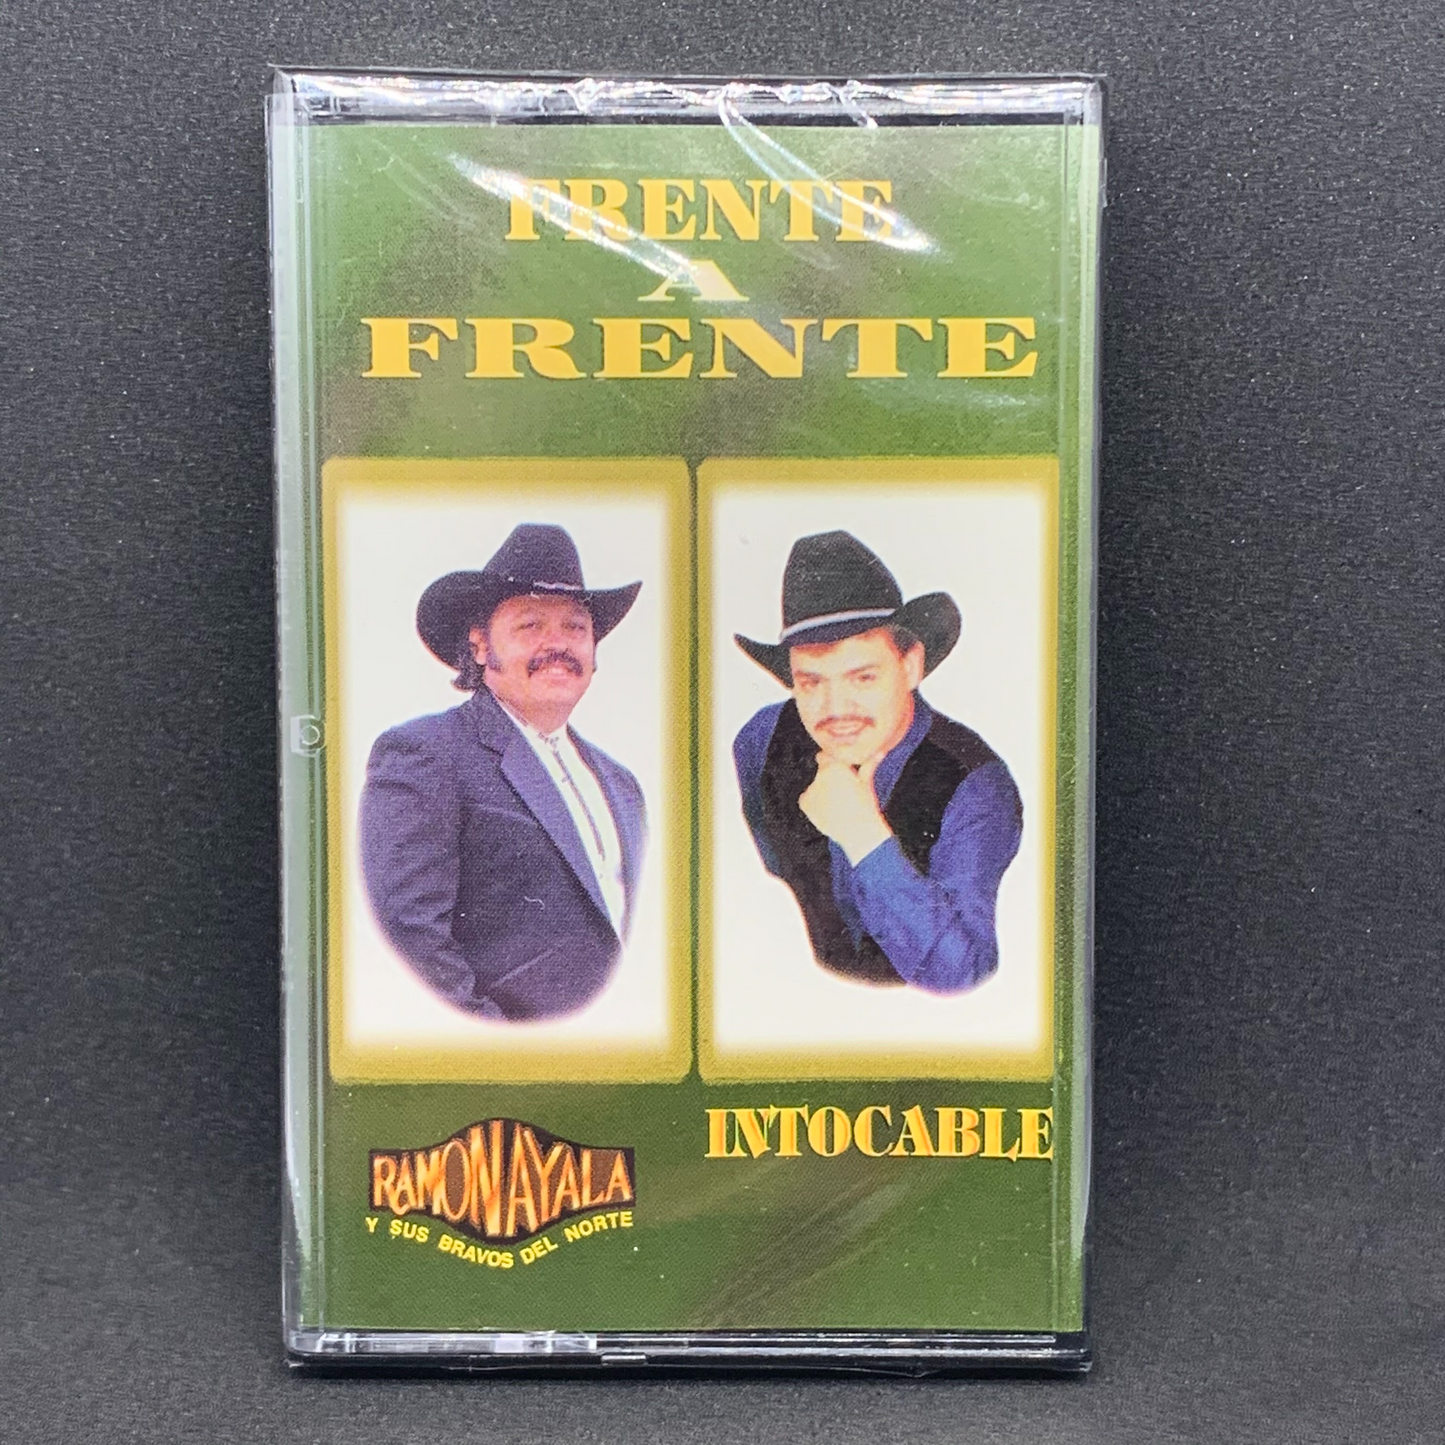 FRENTE
A
FRENTE
RAMON AYALA
Y SUS BRAVOS DEL NORTE
INTOCABLE